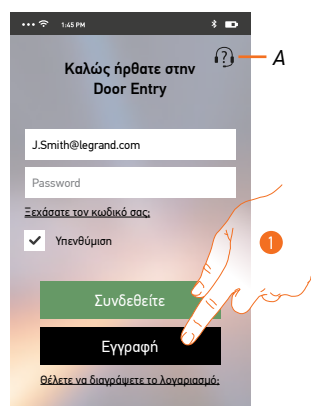 1:45 PM
Καλώς ήρθατε στην
Door Entry
A
J.Smith@legrand.com
Password
Ξεχάσατε τον κωδικό σας;
Υπενθύμιση
1
Συνδεθείτε
Εγγραφή
Θέλετε να διαγράψετε το λογαριασμό;